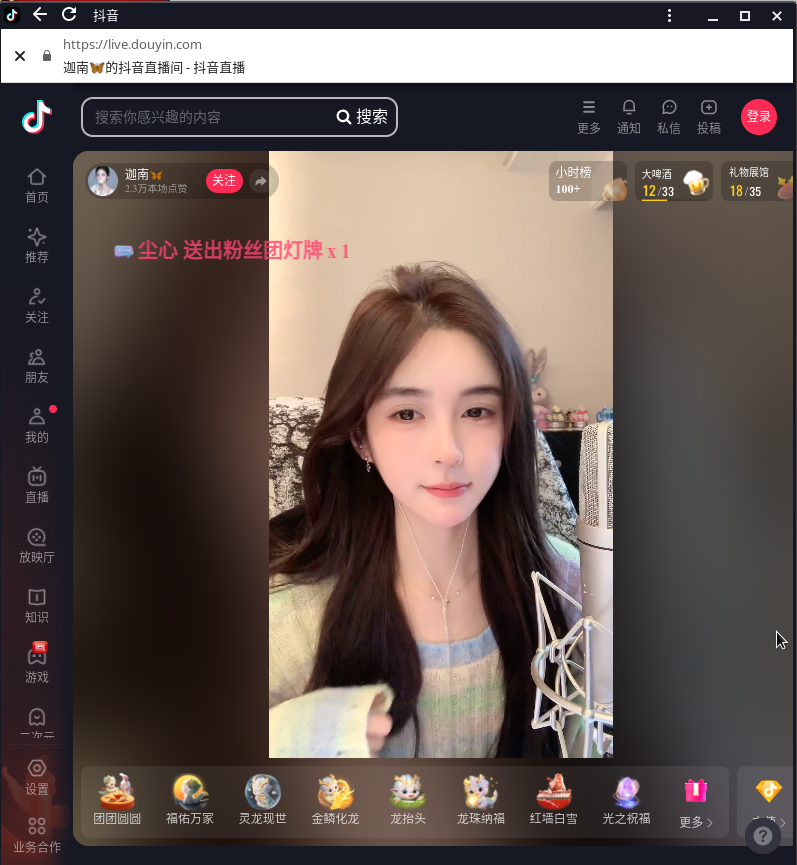 抖音
https://live.douyin.com
迦南🦋的抖音直播间 - 抖音直播
搜索你感兴趣的内容
搜索
更多
通知
私信
投稿
登录
首页
推荐
关注
朋友
我的
直播
放映厅
知识
游戏
二次元
设置
业务合作
迦南🦋
2.3万本场点赞
关注
小时榜
100+
大啤酒
12/33
礼物展馆
18/35
尘心 送出粉丝团灯牌 x 1
团团圆圆
福佑万家
灵龙现世
金鳞化龙
龙抬头
龙珠纳福
红墙白雪
光之祝福
更多